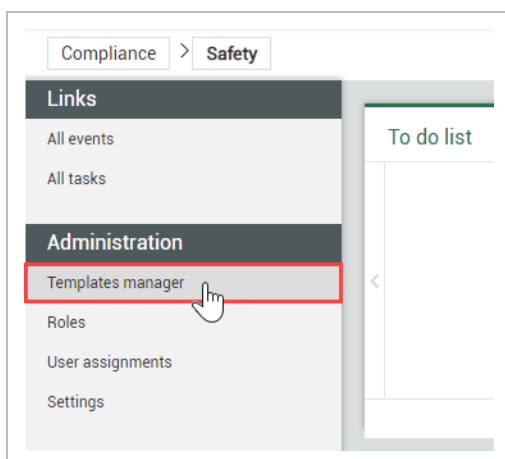 Compliance > Safety
Links
All events
All tasks
To do list
Administration
Templates manager
Roles
User assignments
Settings